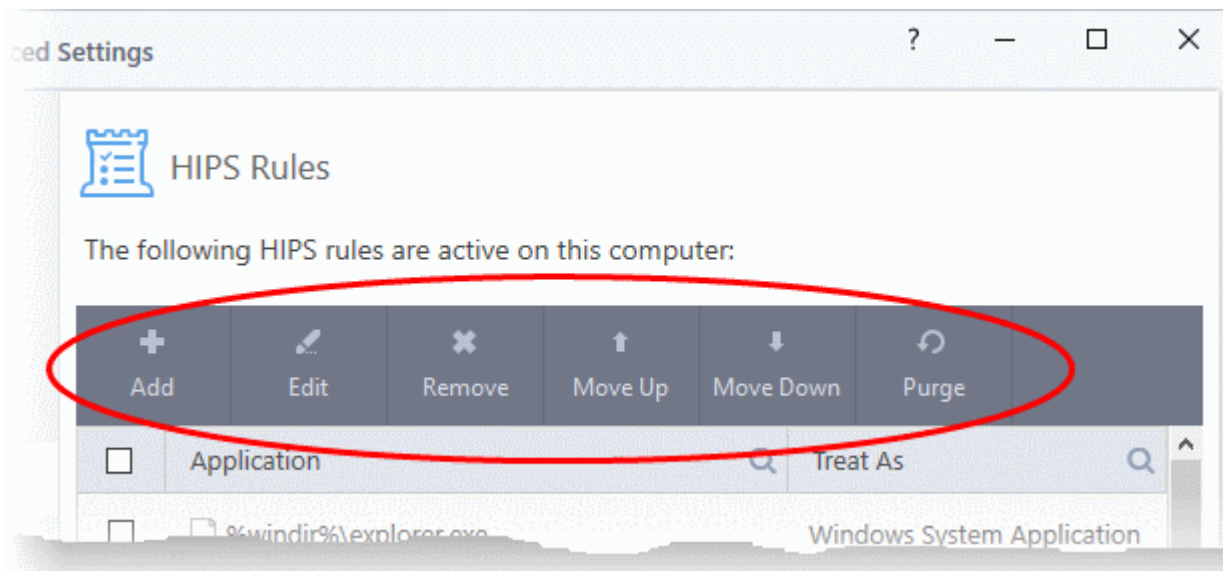 ced Settings
?
HIPS Rules
The following HIPS rules are active on this computer:
Add Edit Remove Move Up Move Down Purge
Application Treat As
%windir%\explorer.exe Windows System Application